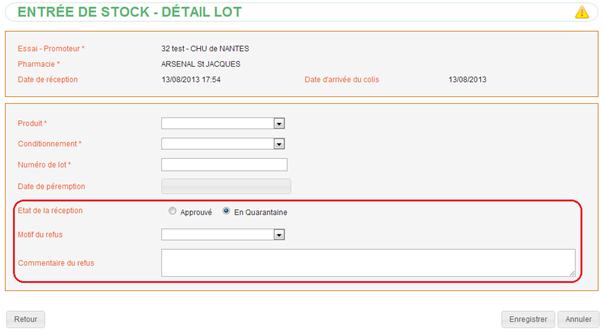 ENTRÉE DE STOCK - DÉTAIL LOT
Essai - Promoteur * 32 test - CHU de NANTES
Pharmacie * ARSENAL St JACQUES
Date de réception 13/08/2013 17:54 Date d'arrivée du colis 13/08/2013
Produit *
Conditionnement *
Numéro de lot *
Date de péremption
Etat de la réception Approuvé En Quarantaine
Motif du refus
Commentaire du refus
Retour Enregistrer Annuler